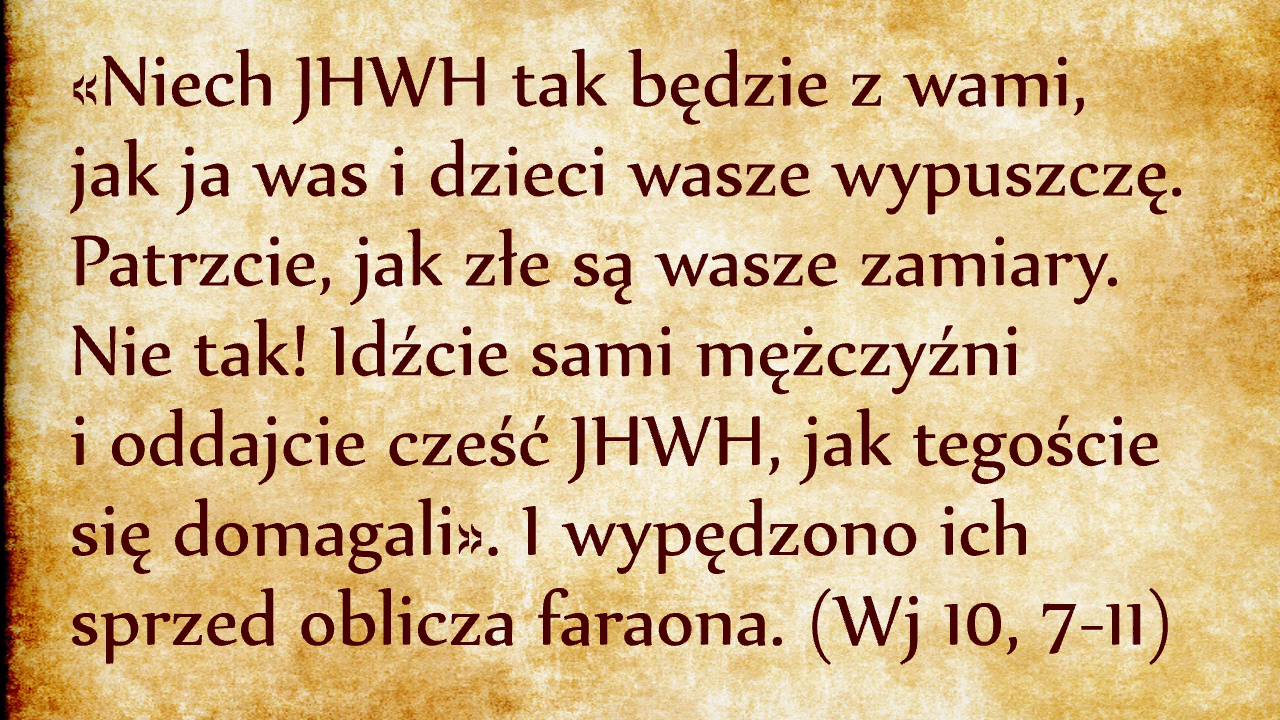 «Niech JHWH tak będzie z wami,
jak ja was i dzieci wasze wypuszczę.
Patrzcie, jak złe są wasze zamiary.
Nie tak! Idźcie sami mężczyźni
i oddajcie cześć JHWH, jak tegoście
się domagali». I wypędzono ich
sprzed oblicza faraona. (Wj 10, 7-11)